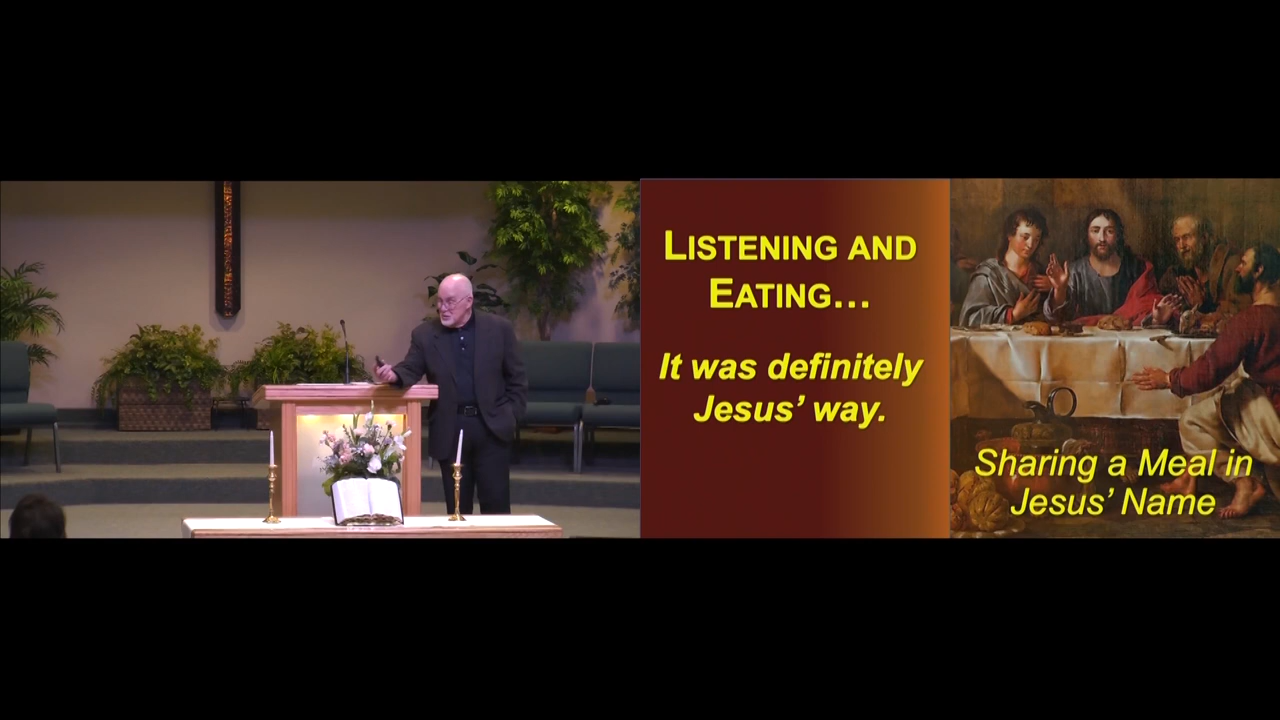 LISTENING AND
EATING...
It was definitely
Jesus' way.
Sharing a Meal in
Jesus' Name